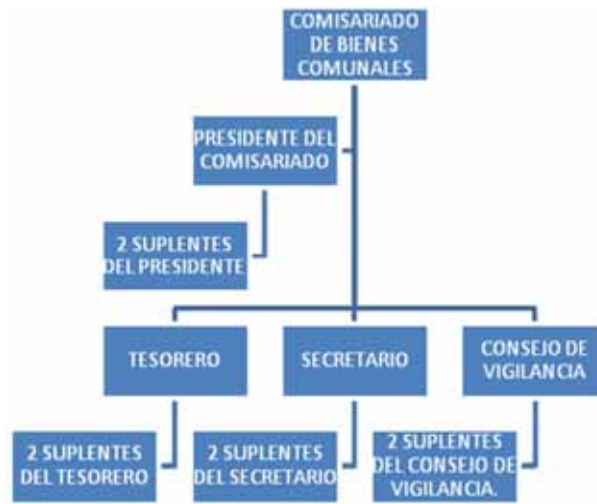 COMISARIADO
DE BIENES
COMUNALES
PRESIDENTE DEL
COMISARIADO
2 SUPLENTES
DEL PRESIDENTE
TESORERO
SECRETARIO
CONSEJO DE
VIGILANCIA
2 SUPLENTES
DEL TESORERO
2 SUPLENTES
DEL SECRETARIO
2 SUPLENTES
DEL CONSEJO DE
VIGILANCIA.